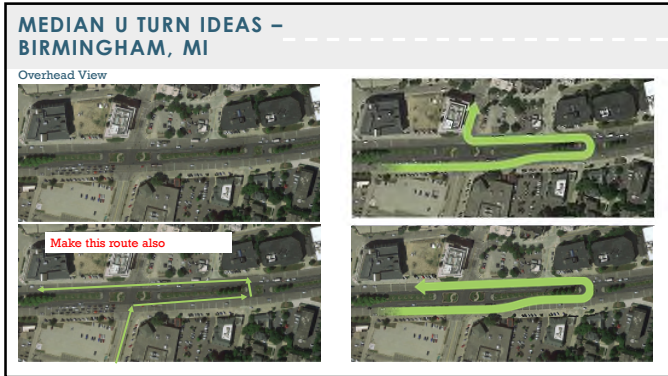 MEDIAN U TURN IDEAS –
BIRMINGHAM, MI
Overhead View
Make this route also